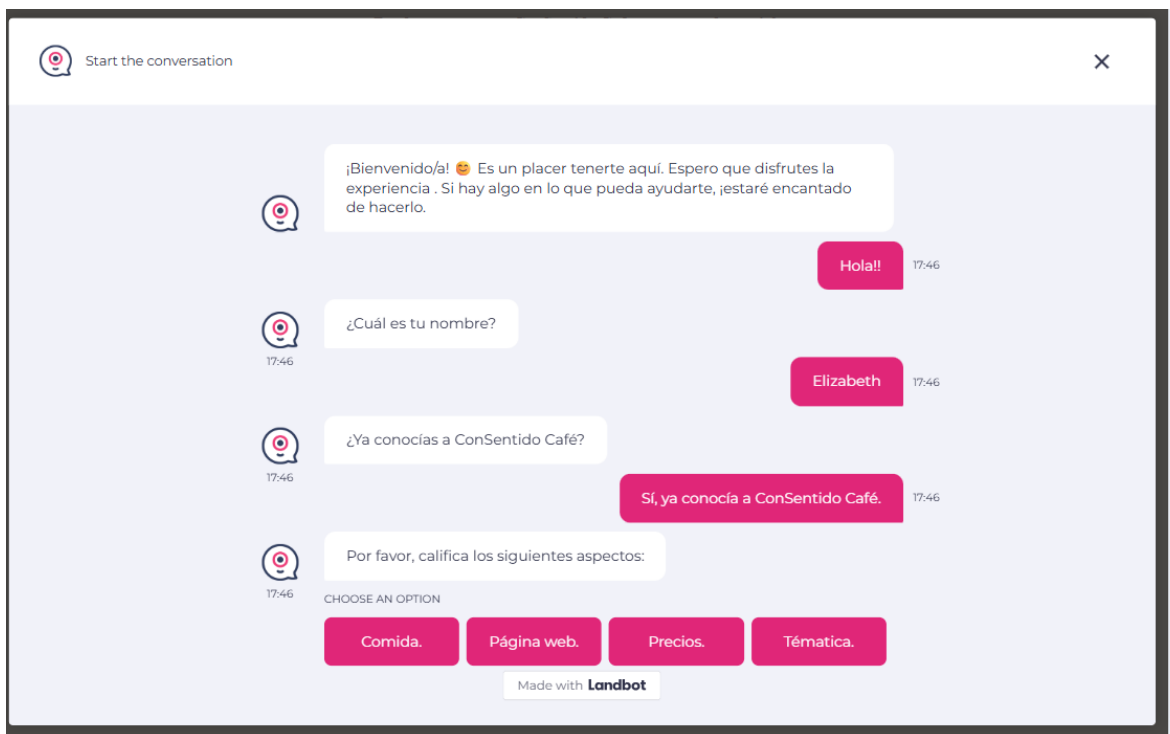 Start the conversation
¡Bienvenido/a! 😊 Es un placer tenerte aquí. Espero que disfrutes la
experiencia . Si hay algo en lo que pueda ayudarte, ¡estaré encantado
de hacerlo.
Hola!!
17:46
¿Cuál es tu nombre?
17:46
Elizabeth
17:46
¿Ya conocías a ConSentido Café?
17:46
Sí, ya conocía a ConSentido Café.
17:46
Por favor, califica los siguientes aspectos:
17:46
CHOOSE AN OPTION
Comida.
Página web.
Precios.
Tématica.
Made with Landbot